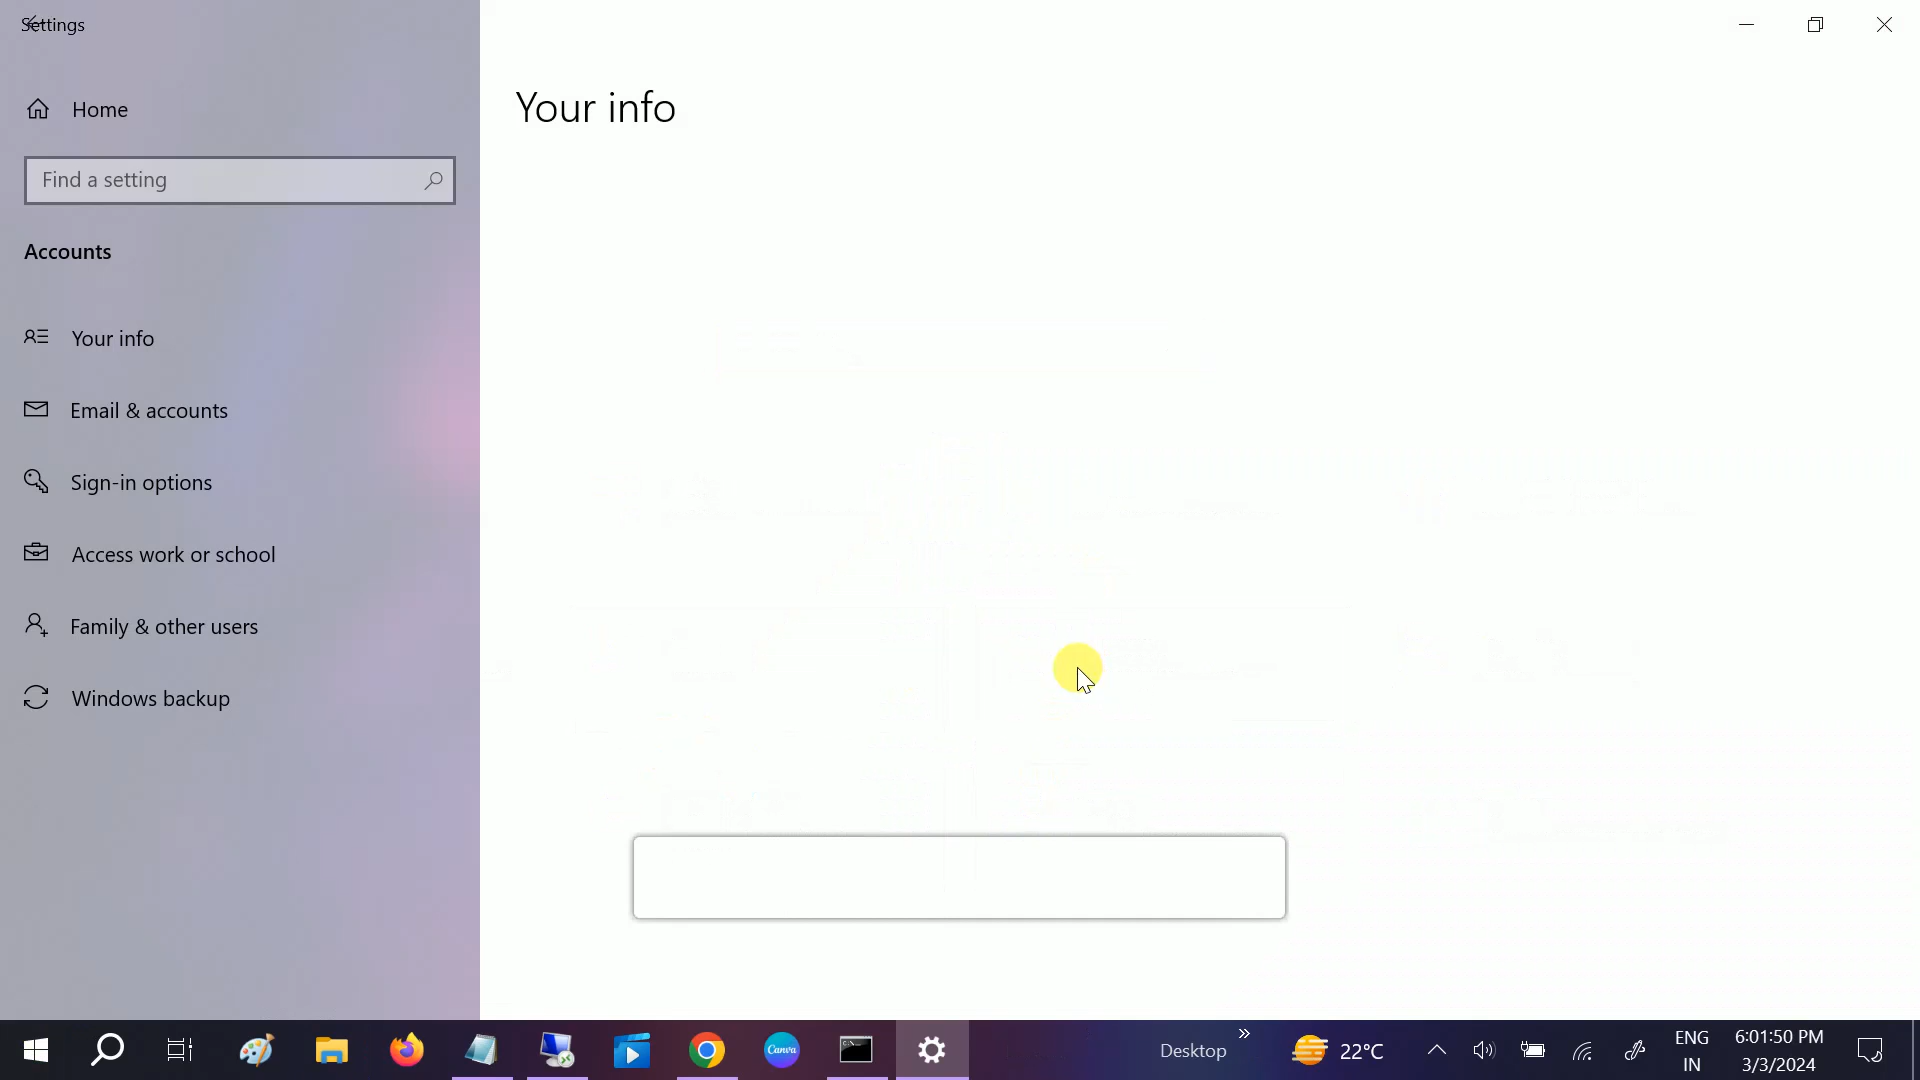 Settings
Home
Find a setting
Accounts
Your info
Email & accounts
Sign-in options
Access work or school
Family & other users
Windows backup
Your info
Canva
Desktop
22°C
ENG
IN
6:01:50 PM
3/3/2024